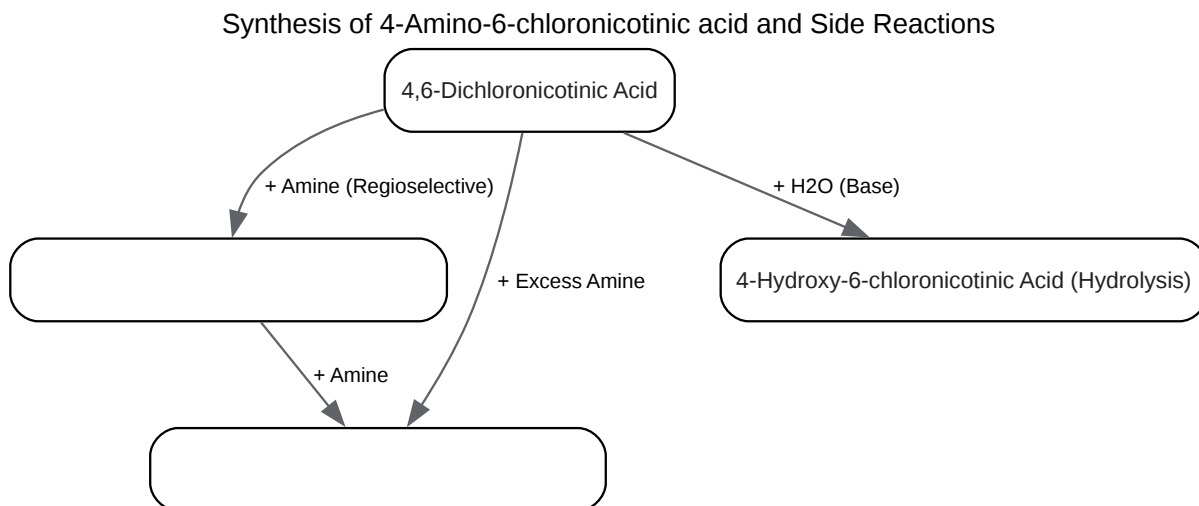 Synthesis of 4-Amino-6-chloronicotinic acid and Side Reactions
4,6-Dichloronicotinic Acid
+ Amine (Regioselective)
+ H2O (Base)
+ Excess Amine
4-Hydroxy-6-chloronicotinic Acid (Hydrolysis)
+ Amine